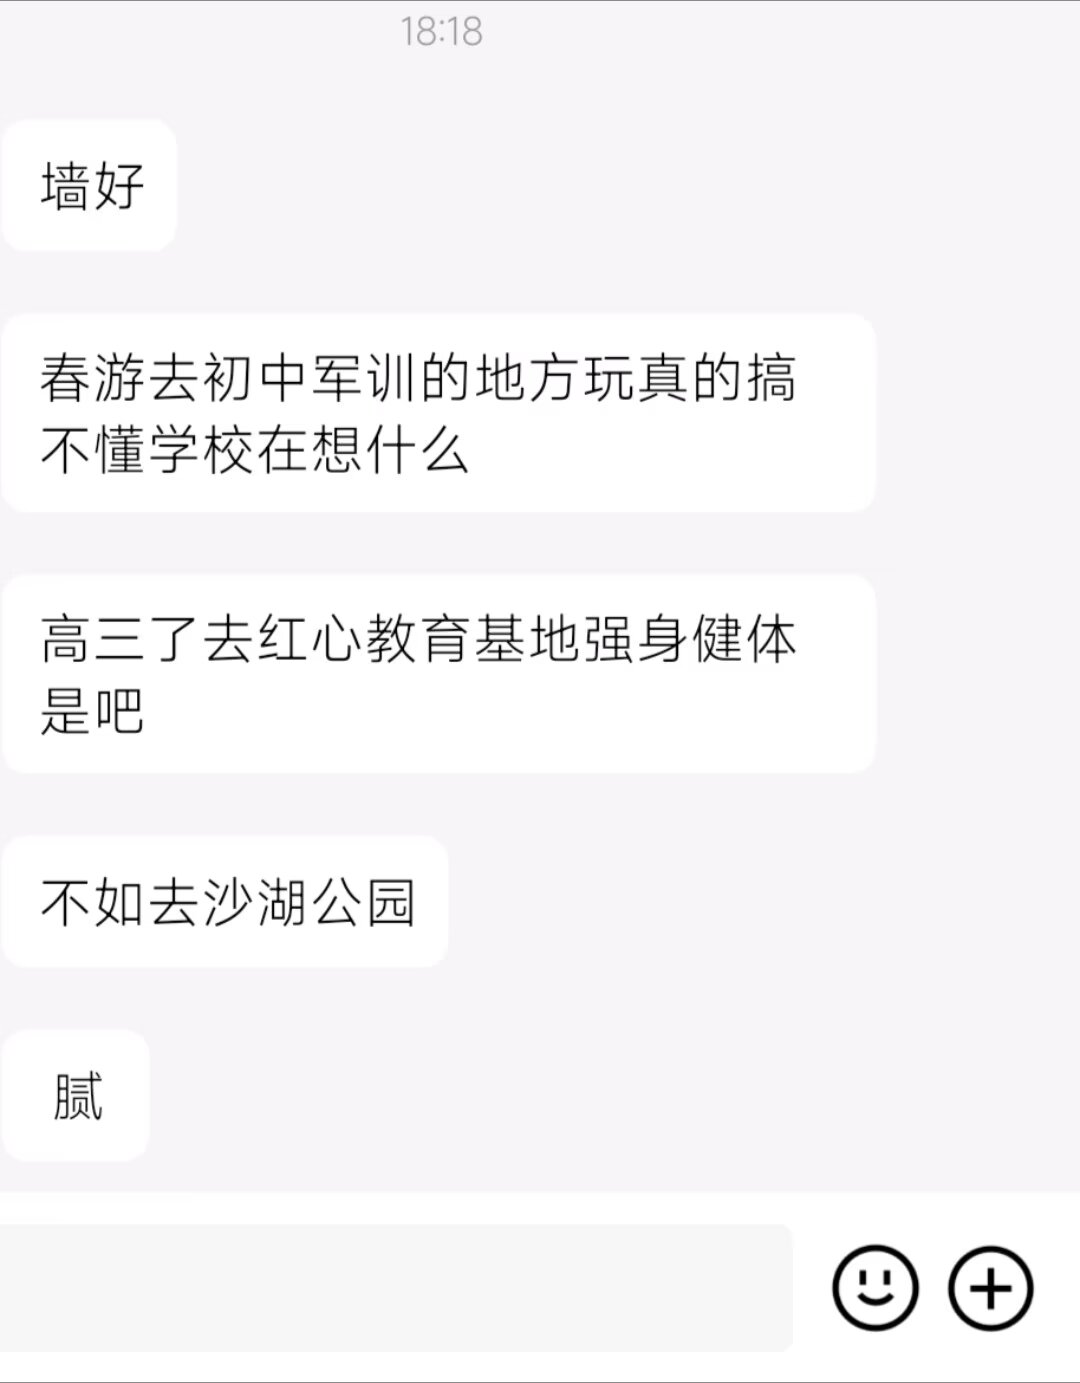 18:18
墙好
春游去初中军训的地方玩真的搞
不懂学校在想什么
高三了去红心教育基地强身健体
是吧
不如去沙湖公园
腻